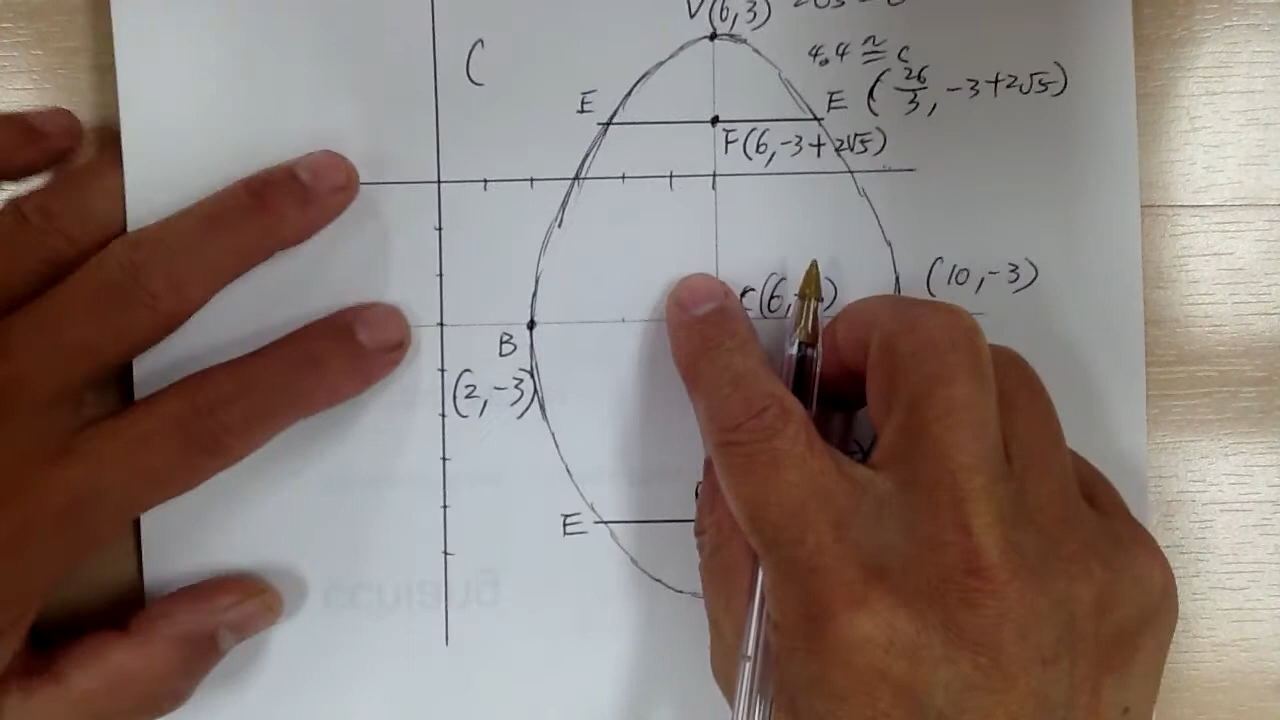 V(6,3)
C
4.4 ≅ c
E
E (26/3, -3+2√5)
F(6,-3+2√5)
(10,-3)
B
(2,-3)
E